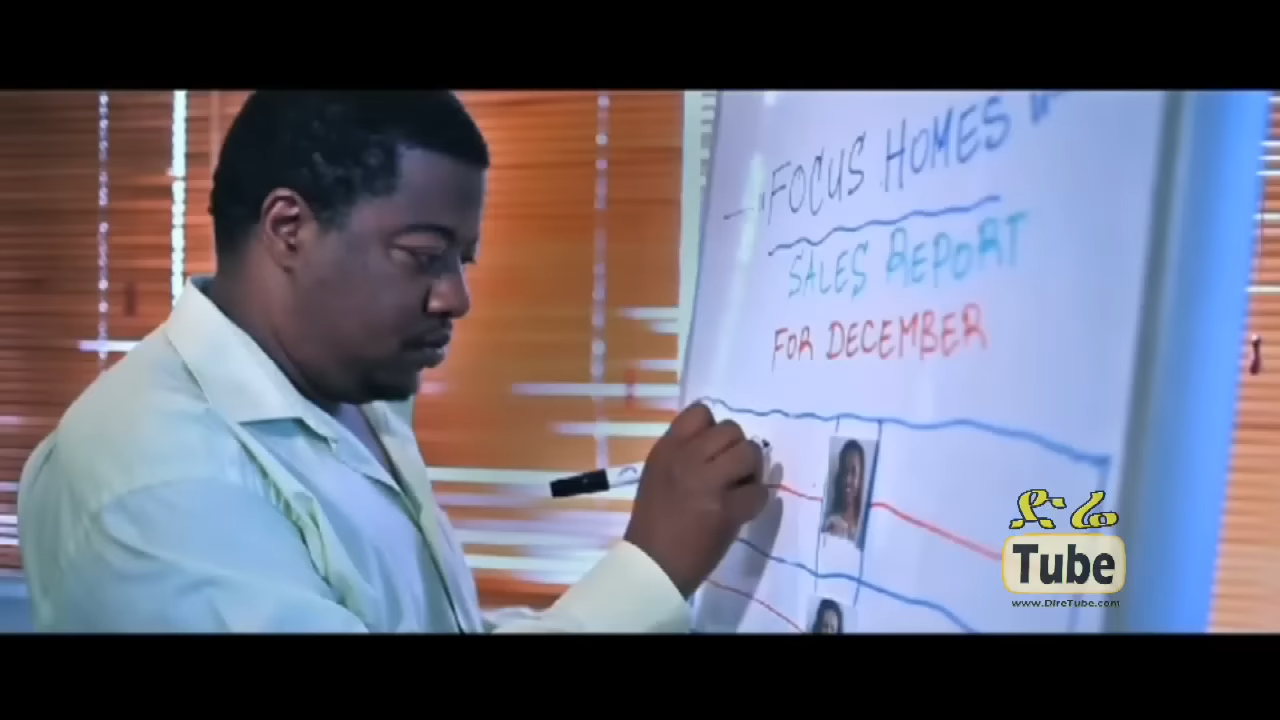 "FOCUS HOMES
SALES REPORT
FOR DECEMBER
ድሬ
Tube
www.DireTube.com